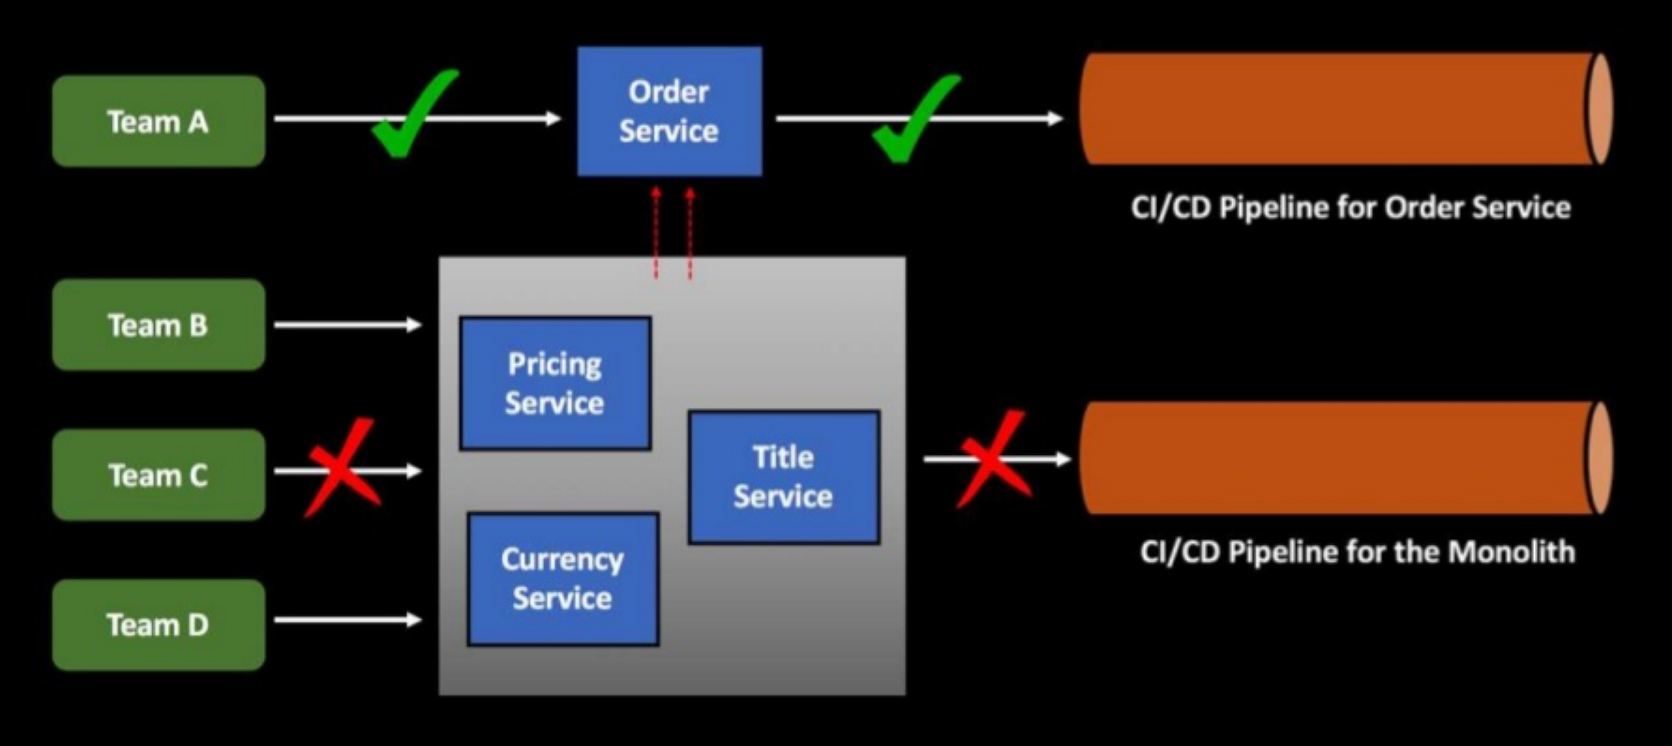 Team A
Order
Service
CI/CD Pipeline for Order Service
Team B
Pricing
Service
Team C
Title
Service
Currency
Service
CI/CD Pipeline for the Monolith
Team D